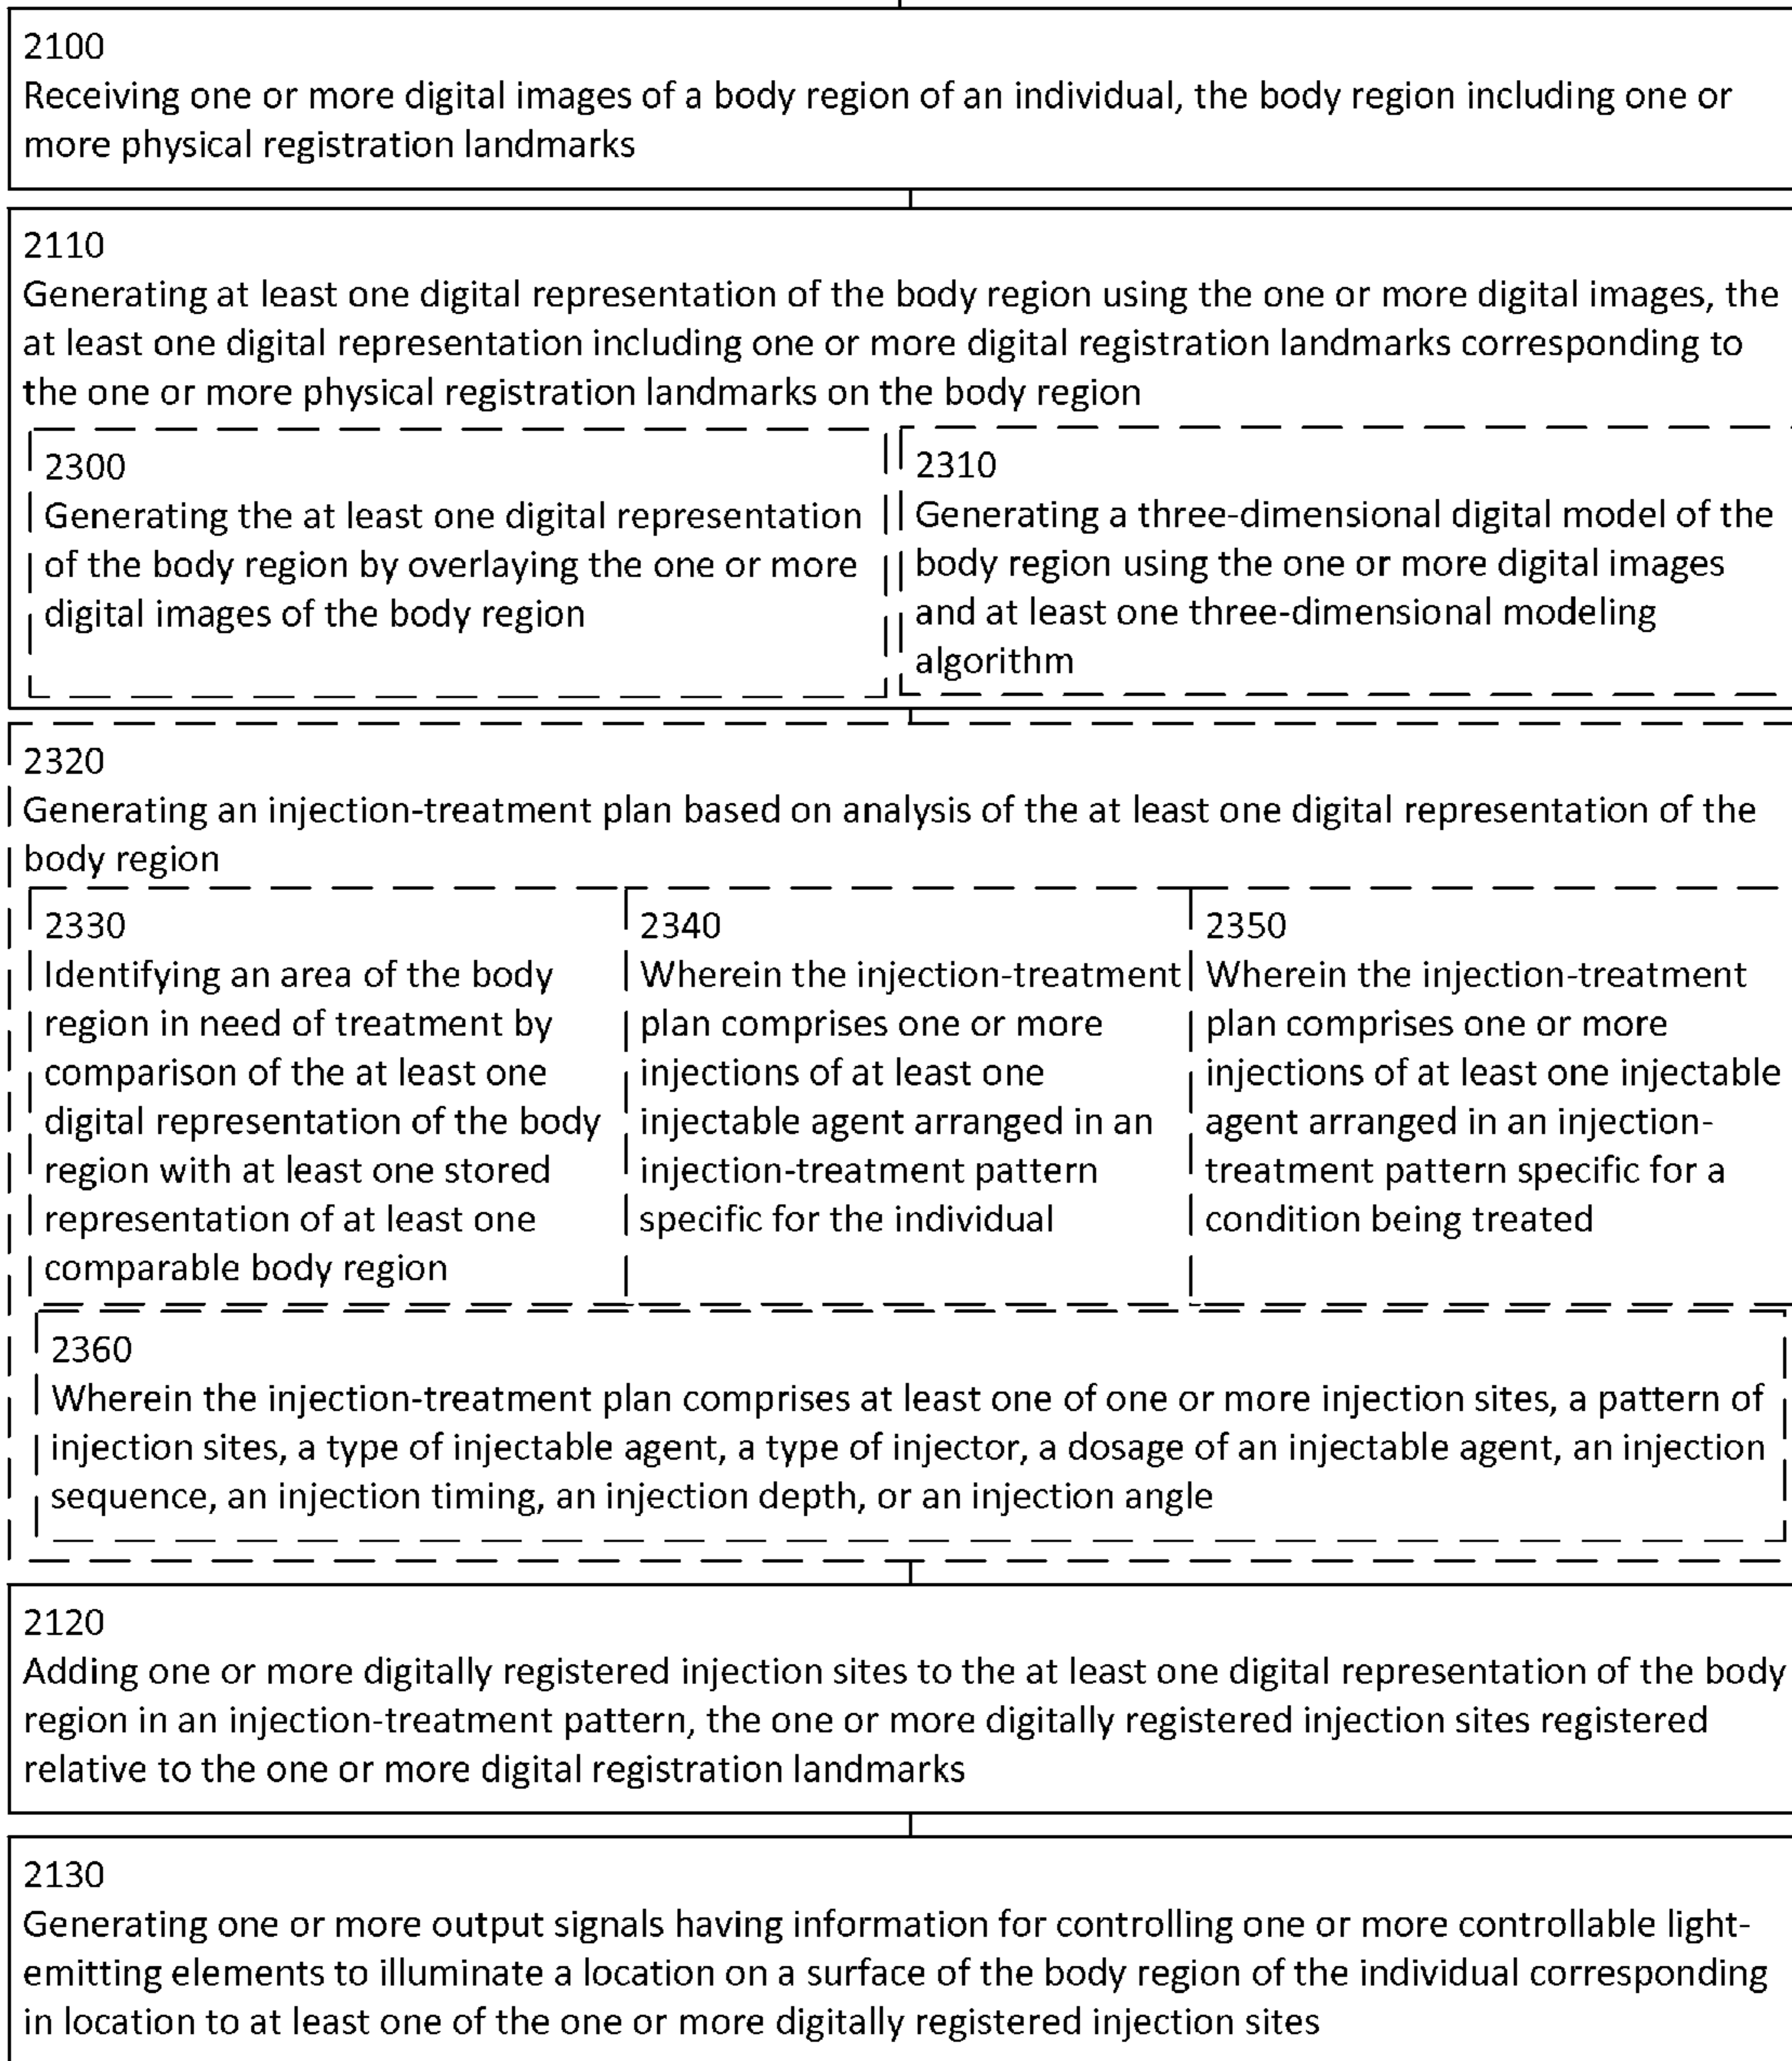 2100
Receiving one or more digital images of a body region of an individual, the body region including one or
more physical registration landmarks
2110
Generating at least one digital representation of the body region using the one or more digital images, the
at least one digital representation including one or more digital registration landmarks corresponding to
the one or more physical registration landmarks on the body region
2300
Generating the at least one digital representation
of the body region by overlaying the one or more
digital images of the body region
2310
Generating a three-dimensional digital model of the
body region using the one or more digital images
and at least one three-dimensional modeling
algorithm
2320
Generating an injection-treatment plan based on analysis of the at least one digital representation of the
body region
2330
Identifying an area of the body
region in need of treatment by
comparison of the at least one
digital representation of the body
region with at least one stored
representation of at least one
comparable body region
2340
Wherein the injection-treatment
plan comprises one or more
injections of at least one
injectable agent arranged in an
injection-treatment pattern
specific for the individual
2350
Wherein the injection-treatment
plan comprises one or more
injections of at least one injectable
agent arranged in an injection-
treatment pattern specific for a
condition being treated
2360
Wherein the injection-treatment plan comprises at least one of one or more injection sites, a pattern of
injection sites, a type of injectable agent, a type of injector, a dosage of an injectable agent, an injection
sequence, an injection timing, an injection depth, or an injection angle
2120
Adding one or more digitally registered injection sites to the at least one digital representation of the body
region in an injection-treatment pattern, the one or more digitally registered injection sites registered
relative to the one or more digital registration landmarks
2130
Generating one or more output signals having information for controlling one or more controllable light-
emitting elements to illuminate a location on a surface of the body region of the individual corresponding
in location to at least one of the one or more digitally registered injection sites